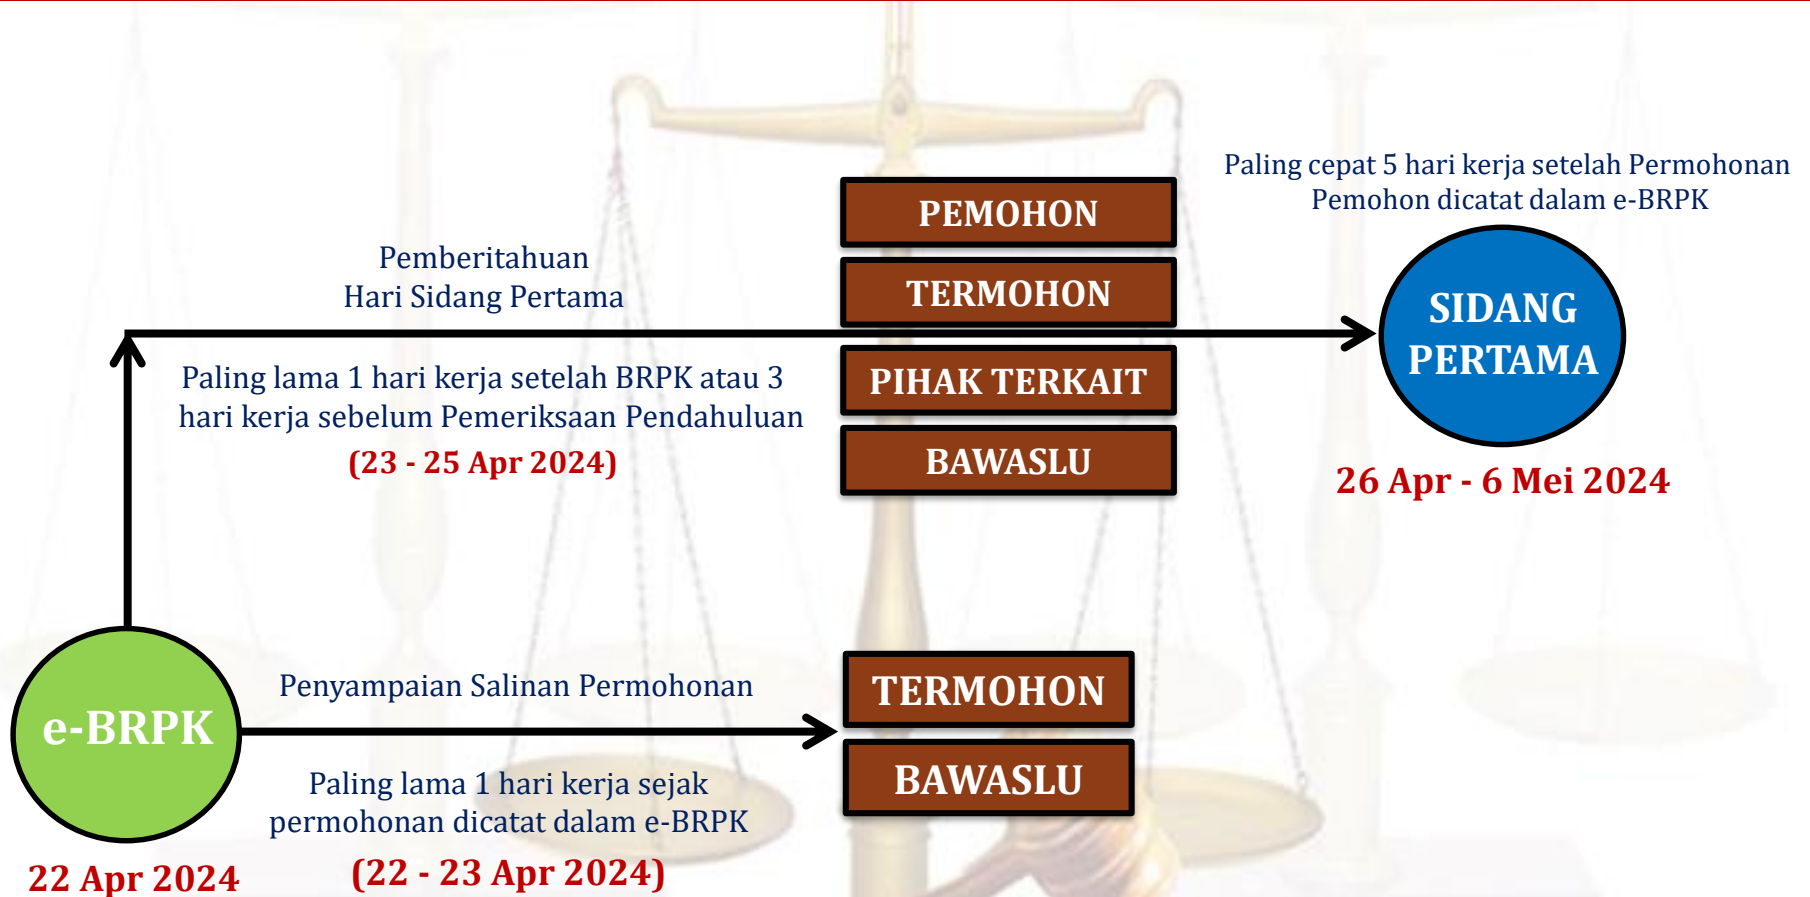 Paling cepat 5 hari kerja setelah Permohonan
Pemohon dicatat dalam e-BRPK
PEMOHON
Pemberitahuan
Hari Sidang Pertama
TERMOHON
SIDANG
PERTAMA
Paling lama 1 hari kerja setelah BRPK atau 3
hari kerja sebelum Pemeriksaan Pendahuluan
(23 - 25 Apr 2024)
PIHAK TERKAIT
BAWASLU
26 Apr - 6 Mei 2024
e-BRPK
22 Apr 2024
Penyampaian Salinan Permohonan
Paling lama 1 hari kerja sejak
permohonan dicatat dalam e-BRPK
(22 - 23 Apr 2024)
TERMOHON
BAWASLU